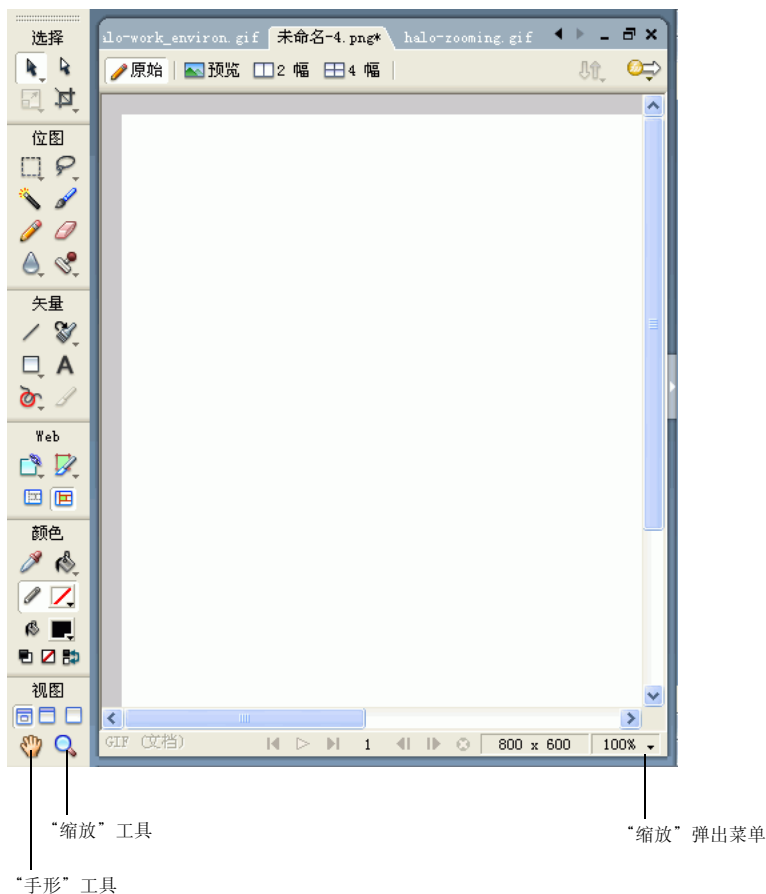 选择
位图
矢量
A
Web
颜色
视图
alo-work_environ.gif 未命名-4.png* halo-zooming.gif
原始 预览 2 幅 4 幅
GIF (文档) 1 800 x 600 100%
“缩放”工具
“缩放”弹出菜单
“手形”工具